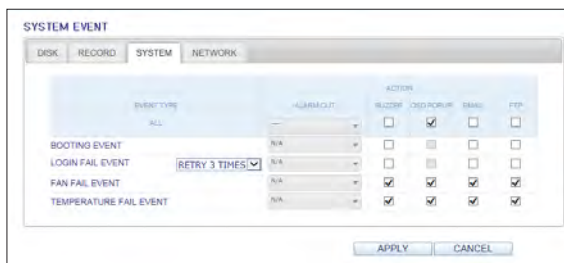 SYSTEM EVENT
DISK RECORD SYSTEM NETWORK
ACTION
EVENT TYPE ALARM OUT BUZZER OSD POPUP EMAIL FTP
ALL ---
BOOTING EVENT N/A
LOGIN FAIL EVENT RETRY 3 TIMES N/A
FAN FAIL EVENT N/A
TEMPERATURE FAIL EVENT N/A
APPLY CANCEL